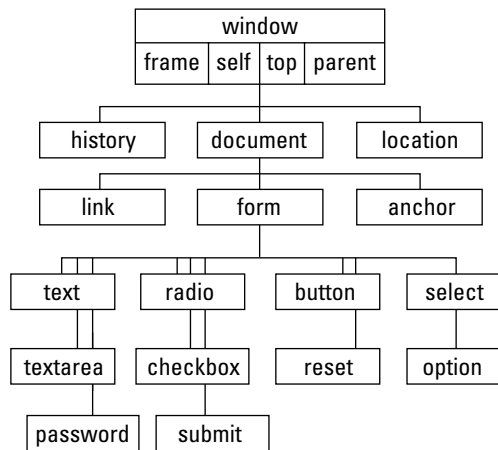 window
frame self top parent
history document location
link form anchor
text radio button select
textarea checkbox reset option
password submit